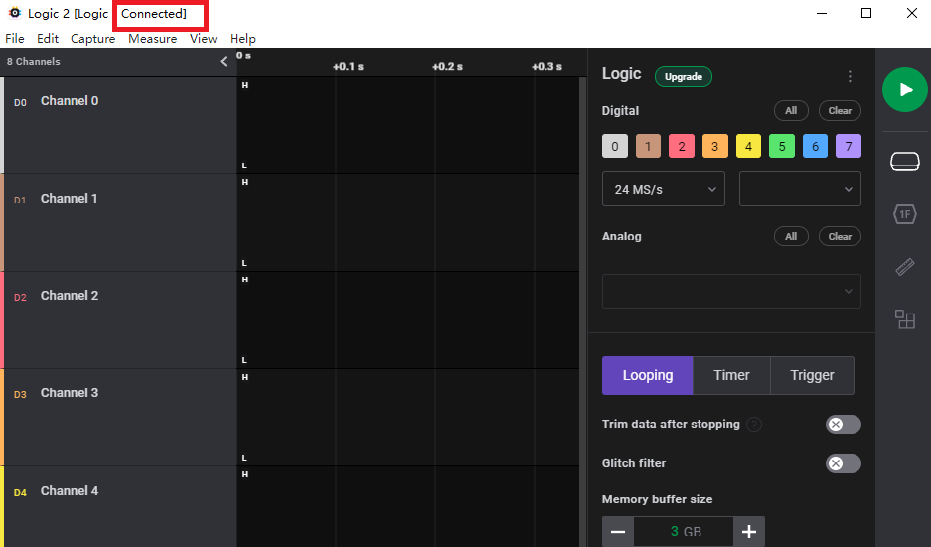 Logic 2 [Logic Connected]
File Edit Capture Measure View Help
8 Channels
0 s
+0.1 s
+0.2 s
+0.3 s
D0 Channel 0
H
L
D1 Channel 1
H
L
D2 Channel 2
H
L
D3 Channel 3
H
L
D4 Channel 4
H
Logic Upgrade
Digital All Clear
0 1 2 3 4 5 6 7
24 MS/s
Analog All Clear
Looping Timer Trigger
Trim data after stopping ?
Glitch filter
Memory buffer size
3 GB
1F